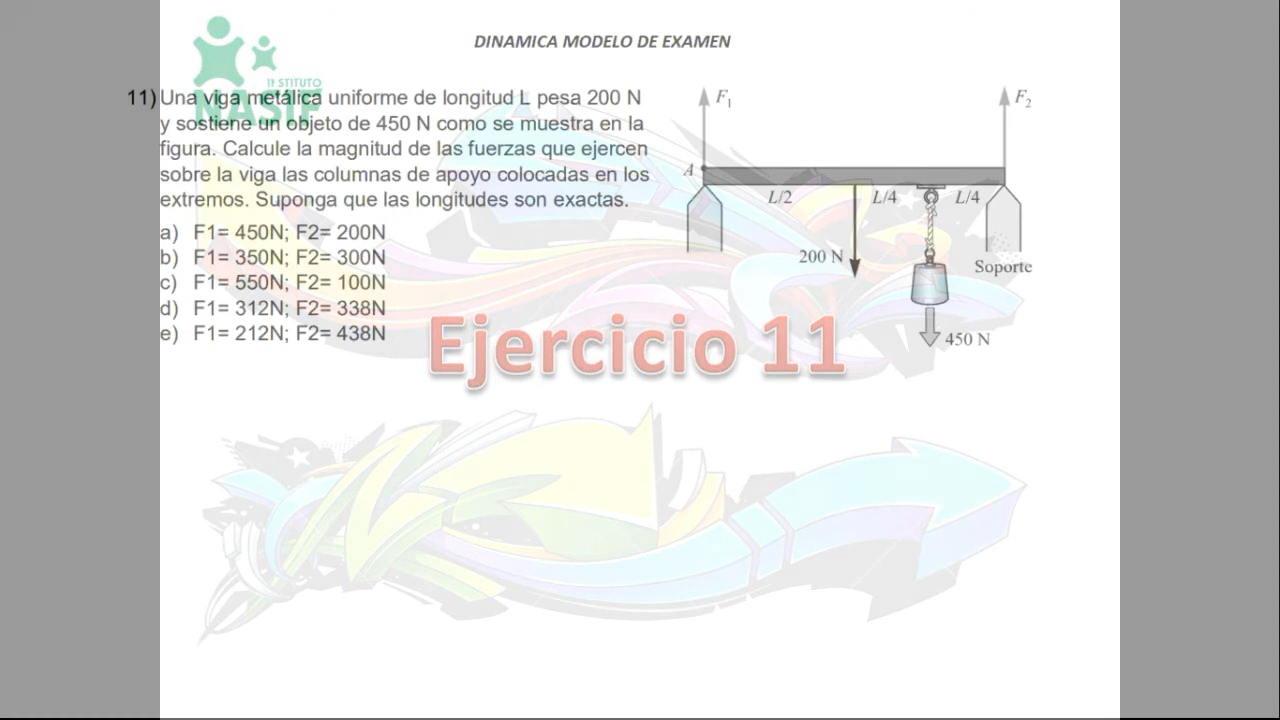 DINAMICA MODELO DE EXAMEN
INSTITUTO
NASIF
11) Una viga metálica uniforme de longitud L pesa 200 N
y sostiene un objeto de 450 N como se muestra en la
figura. Calcule la magnitud de las fuerzas que ejercen
sobre la viga las columnas de apoyo colocadas en los
extremos. Suponga que las longitudes son exactas.
a) F1= 450N; F2= 200N
b) F1= 350N; F2= 300N
c) F1= 550N; F2= 100N
d) F1= 312N; F2= 338N
e) F1= 212N; F2= 438N
F1 F2
A
L/2 L/4 L/4
200 N
Soporte
450 N
Ejercicio 11